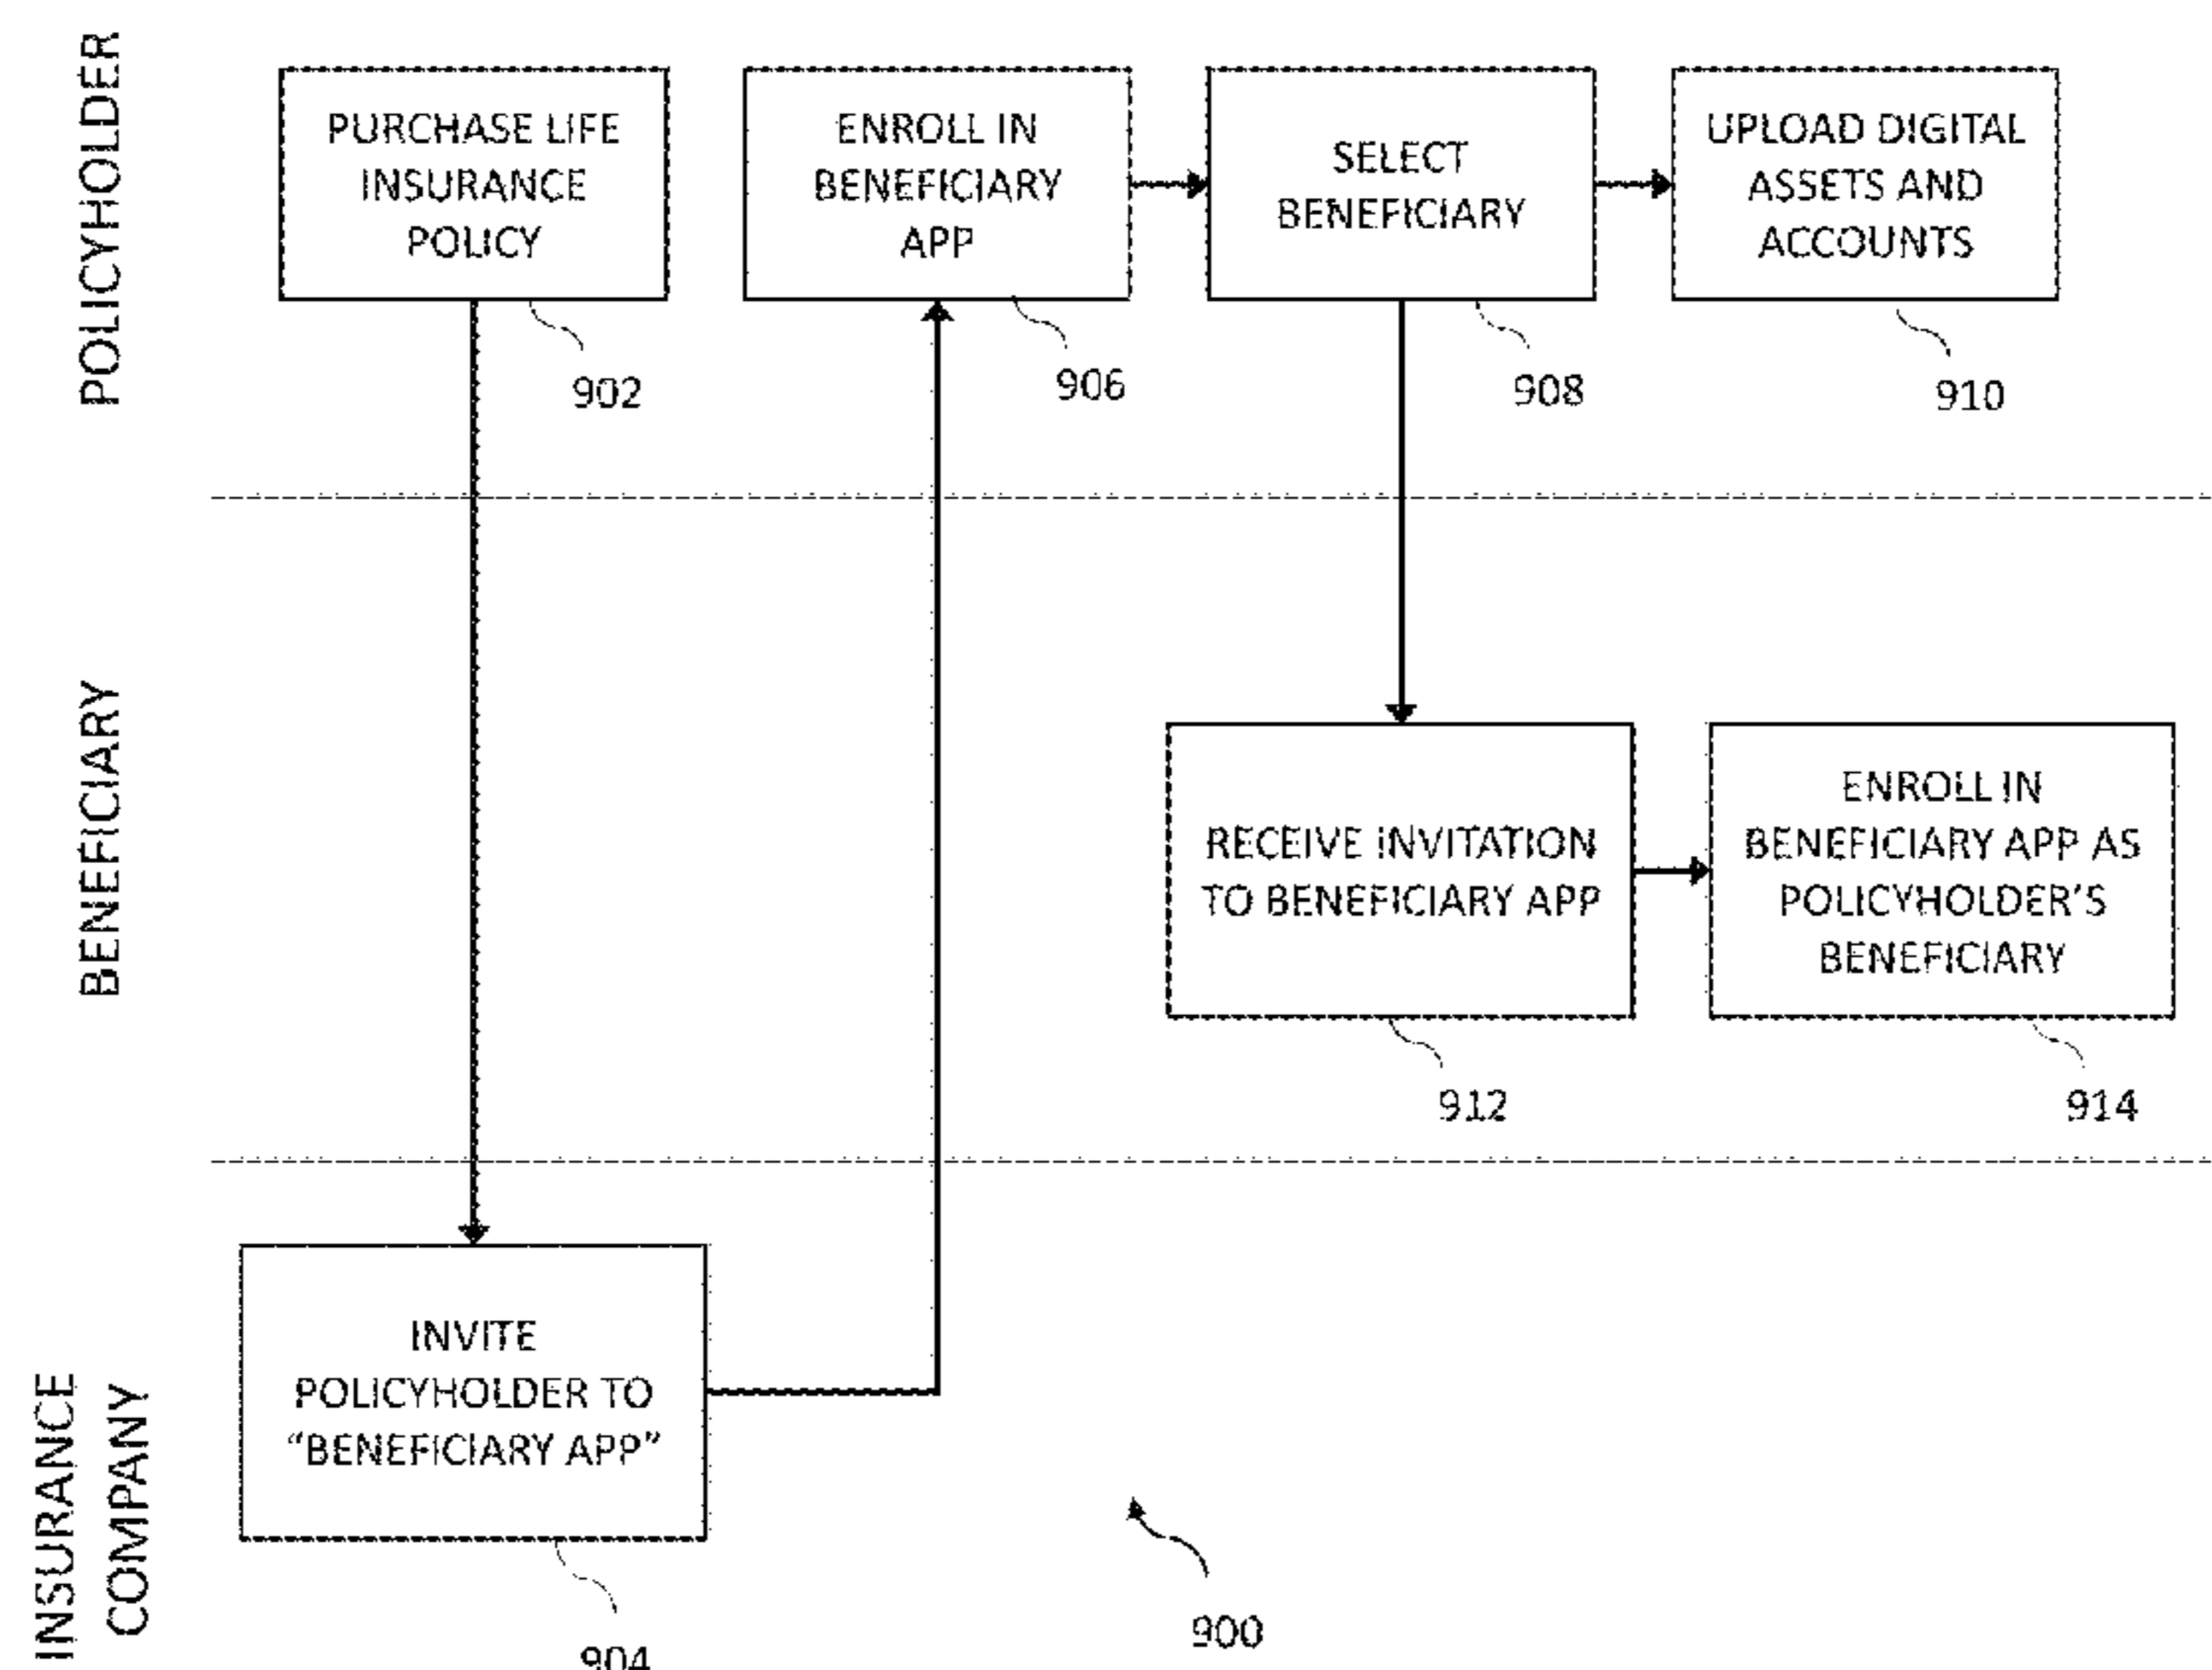 POLICYHOLDER
PURCHASE LIFE
INSURANCE
POLICY
902
ENROLL IN
BENEFICIARY
APP
906
SELECT
BENEFICIARY
908
UPLOAD DIGITAL
ASSETS AND
ACCOUNTS
910
BENEFICIARY
RECEIVE INVITATION
TO BENEFICIARY APP
912
ENROLL IN
BENEFICIARY APP AS
POLICYHOLDER'S
BENEFICIARY
914
INSURANCE
COMPANY
INVITE
POLICYHOLDER TO
“BENEFICIARY APP”
904
900